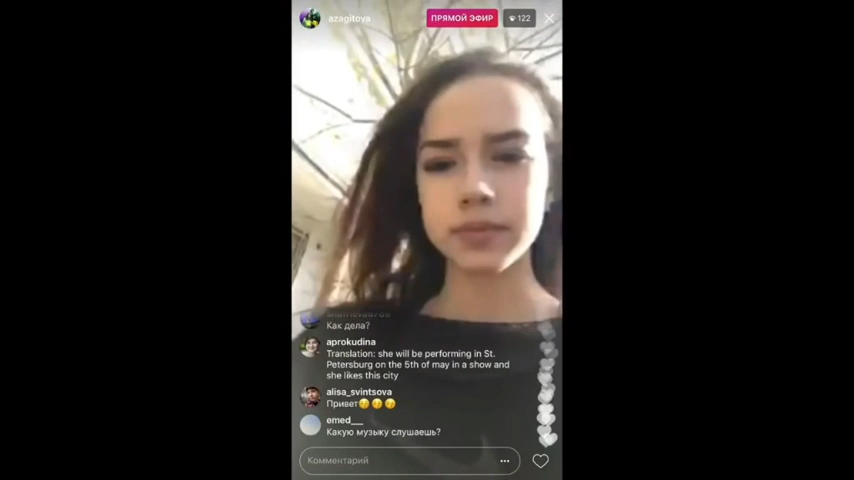 azagitova
ПРЯМОЙ ЭФИР
122
Как дела?
aprokudina
Translation: she will be performing in St.
Petersburg on the 5th of may in a show and
she likes this city
alisa_svintsova
Привет
emed__
Какую музыку слушаешь?
Комментарий